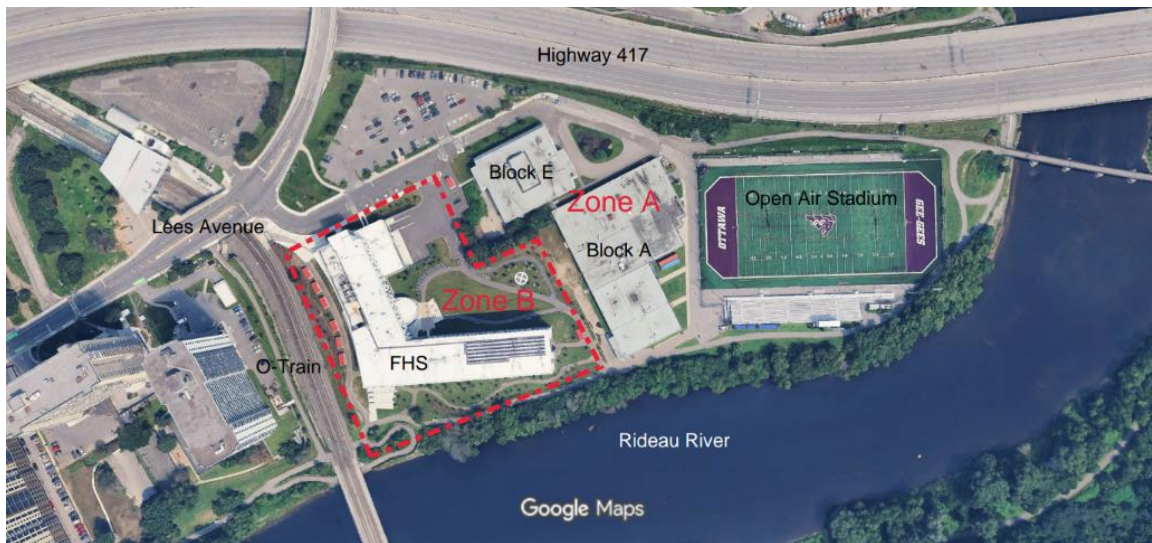 Highway 417
Block E
Zone A
Open Air Stadium
Block A
Lees Avenue
OTTAWA
GEE-GEES
Zone B
O-Train
FHS
Rideau River
Google Maps